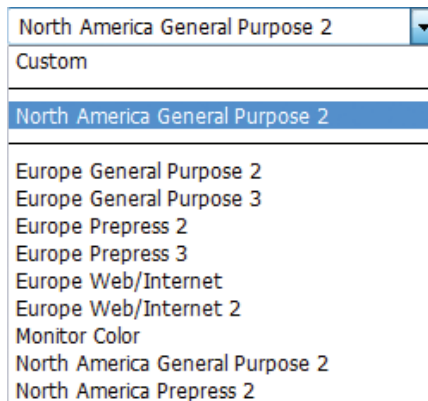 North America General Purpose 2
Custom
North America General Purpose 2
Europe General Purpose 2
Europe General Purpose 3
Europe Prepress 2
Europe Prepress 3
Europe Web/Internet
Europe Web/Internet 2
Monitor Color
North America General Purpose 2
North America Prepress 2